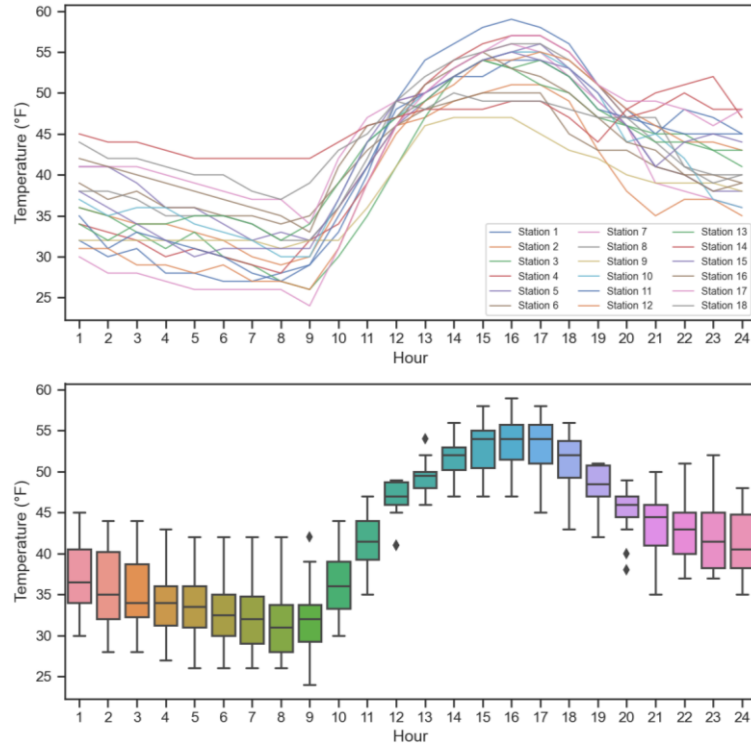 60
55
50
45
40
35
30
25
Temperature (°F)
Station 1 Station 7 Station 13
Station 2 Station 8 Station 14
Station 3 Station 9 Station 15
Station 4 Station 10 Station 16
Station 5 Station 11 Station 17
Station 6 Station 12 Station 18
1 2 3 4 5 6 7 8 9 10 11 12 13 14 15 16 17 18 19 20 21 22 23 24
Hour
60
55
50
45
40
35
30
25
Temperature (°F)
1 2 3 4 5 6 7 8 9 10 11 12 13 14 15 16 17 18 19 20 21 22 23 24
Hour